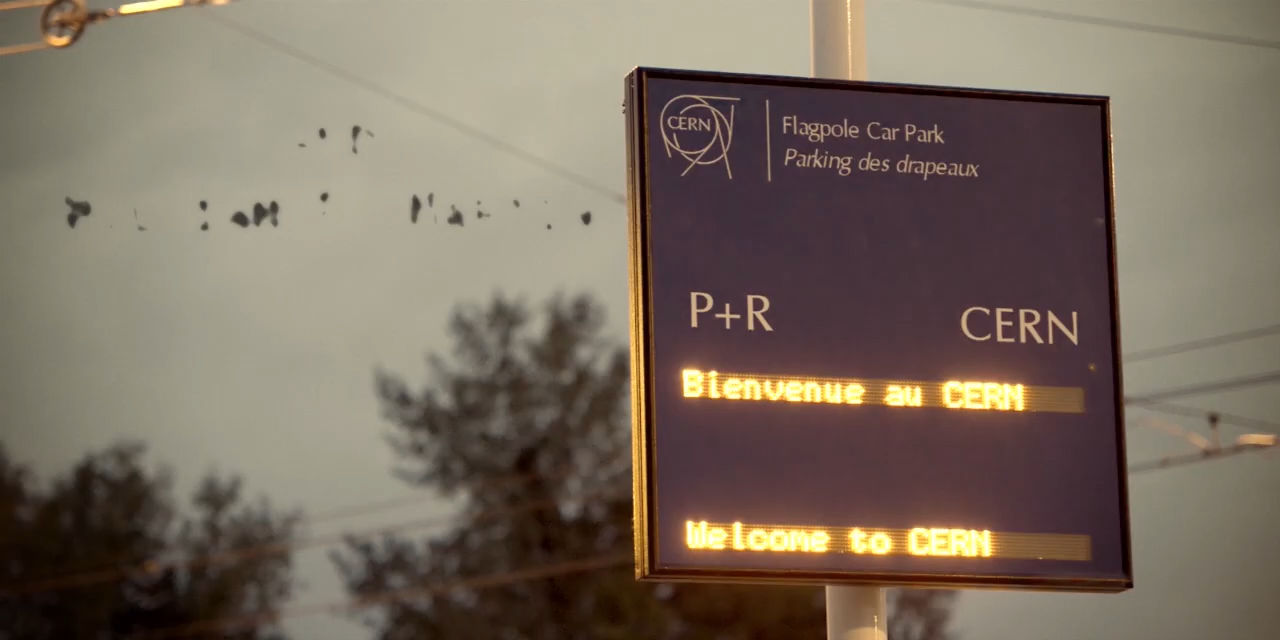 CERN
Flagpole Car Park
Parking des drapeaux
P+R
CERN
Bienvenue au CERN
Welcome to CERN